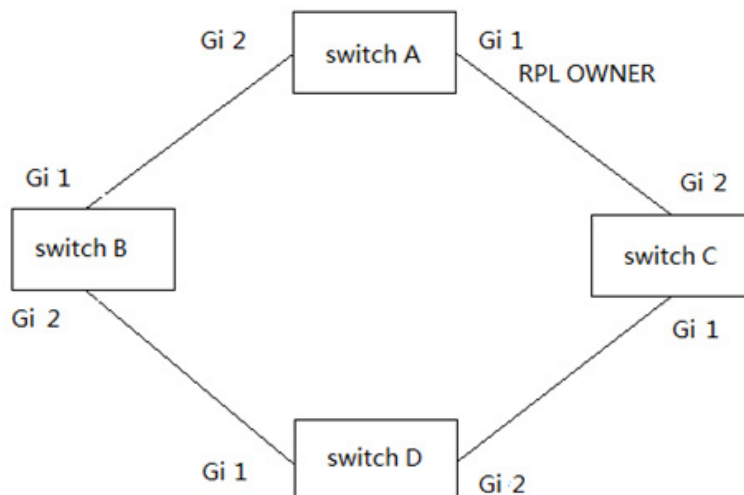 Gi 2
switch A
Gi 1
RPL OWNER
Gi 1
Gi 2
switch B
switch C
Gi 2
Gi 1
Gi 1
switch D
Gi 2